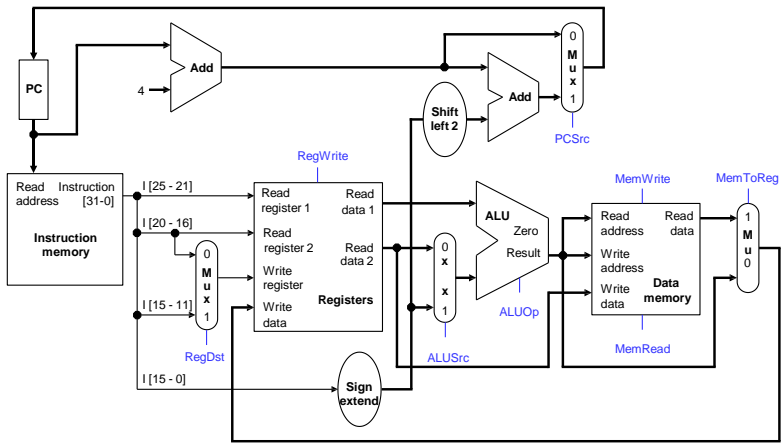 0
M
u
x
1
PCSrc
Add
4
PC
Shift
left 2
Add
RegWrite
MemWrite
MemToReg
Read
address
Instruction
[31-0]
Instruction
memory
I [25 - 21]
I [20 - 16]
I [15 - 11]
I [15 - 0]
0
M
u
x
1
RegDst
Read
register 1
Read
register 2
Write
register
Write
data
Read
data 1
Read
data 2
Registers
Sign
extend
0
x
x
1
ALUSrc
ALU
Zero
Result
ALUOp
Read
address
Write
address
Write
data
Read
data
Data
memory
MemRead
1
M
u
0